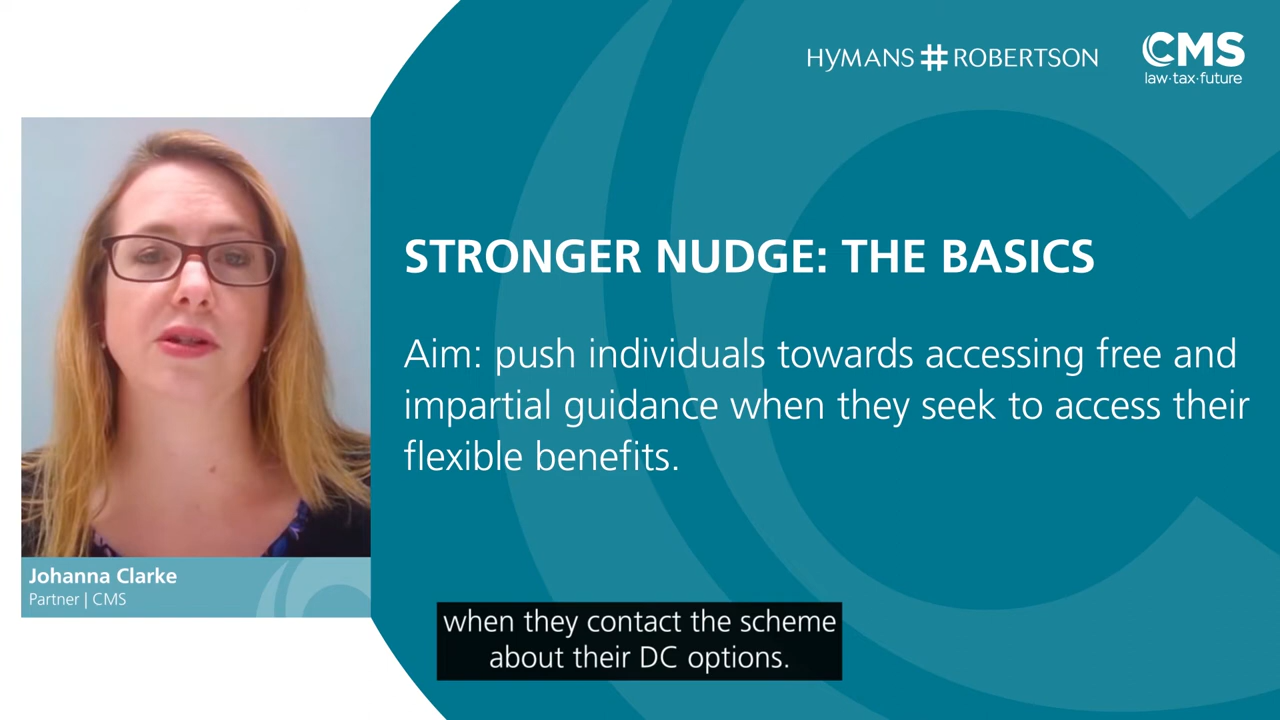 HYMANS # ROBERTSON
CMS
law·tax·future
STRONGER NUDGE: THE BASICS
Aim: push individuals towards accessing free and
impartial guidance when they seek to access their
flexible benefits.
Johanna Clarke
Partner | CMS
when they contact the scheme
about their DC options.